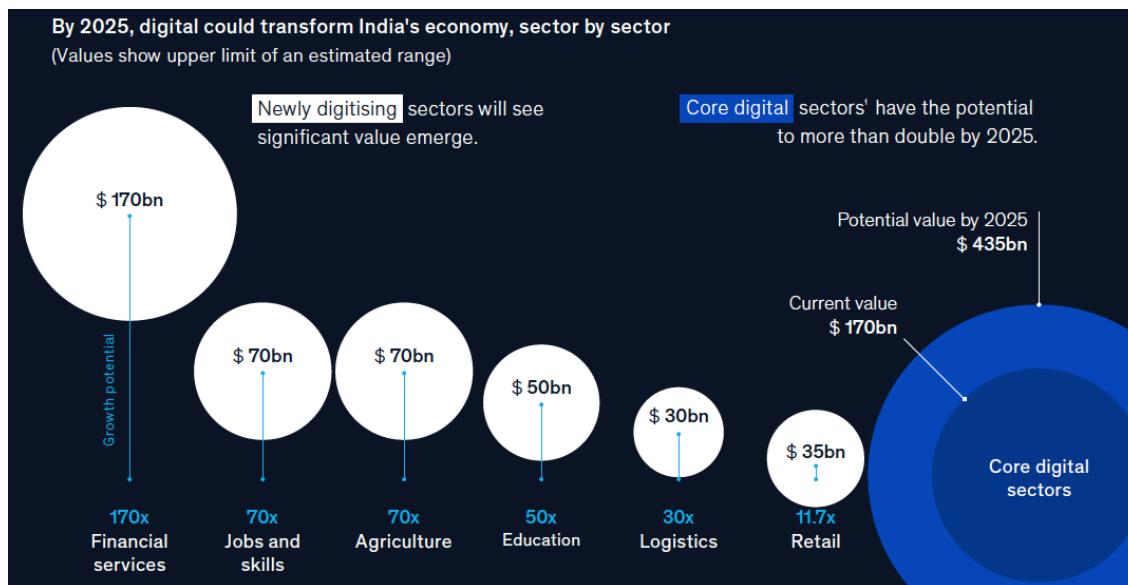 By 2025, digital could transform India's economy, sector by sector
(Values show upper limit of an estimated range)
Newly digitising sectors will see
significant value emerge.
Core digital sectors¹ have the potential
to more than double by 2025.
$ 170bn
$ 70bn
$ 70bn
$ 50bn
$ 30bn
$ 35bn
Growth potential
Potential value by 2025
$ 435bn
Current value
$ 170bn
Core digital
sectors
170x
Financial
services
70x
Jobs and
skills
70x
Agriculture
50x
Education
30x
Logistics
11.7x
Retail